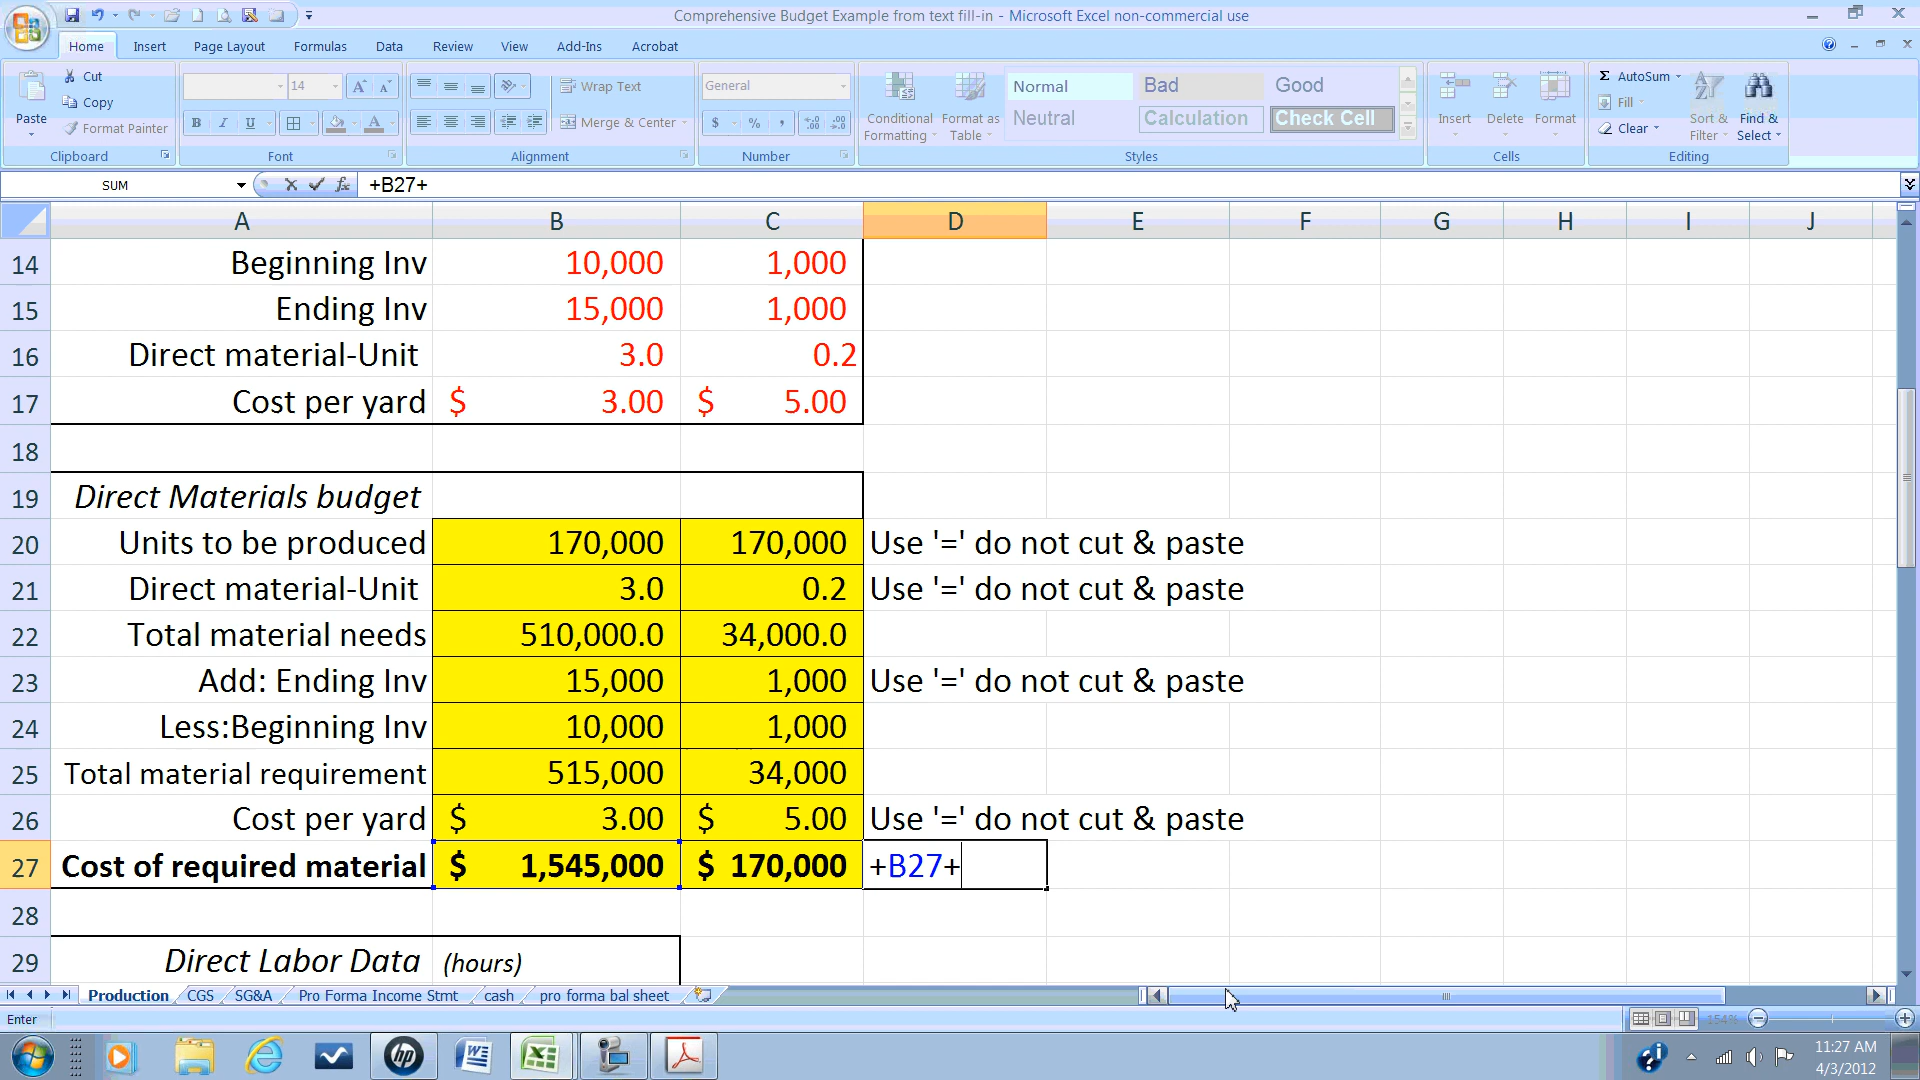 Comprehensive Budget Example from text fill-in - Microsoft Excel non-commercial use
Home Insert Page Layout Formulas Data Review View Add-Ins Acrobat
Paste
Cut
Copy
Format Painter
Clipboard
14
A A
B I U
A
Font
Wrap Text
Merge & Center
Alignment
General
$ % ,
Number
Conditional Formatting
Format as Table
Normal Bad Good
Neutral Calculation Check Cell
Styles
Insert Delete Format
Cells
Σ AutoSum
Fill
Clear
Sort & Filter
Find & Select
Editing
SUM fx +B27+
A B C D E F G H I J
14 Beginning Inv 10,000 1,000
15 Ending Inv 15,000 1,000
16 Direct material-Unit 3.0 0.2
17 Cost per yard $ 3.00 $ 5.00
18
19 Direct Materials budget
20 Units to be produced 170,000 170,000 Use '=' do not cut & paste
21 Direct material-Unit 3.0 0.2 Use '=' do not cut & paste
22 Total material needs 510,000.0 34,000.0
23 Add: Ending Inv 15,000 1,000 Use '=' do not cut & paste
24 Less:Beginning Inv 10,000 1,000
25 Total material requirement 515,000 34,000
26 Cost per yard $ 3.00 $ 5.00 Use '=' do not cut & paste
27 Cost of required material $ 1,545,000 $ 170,000 +B27+
28
29 Direct Labor Data (hours)
Production CGS SG&A Pro Forma Income Stmt cash pro forma bal sheet
Enter 154%
11:27 AM
4/3/2012